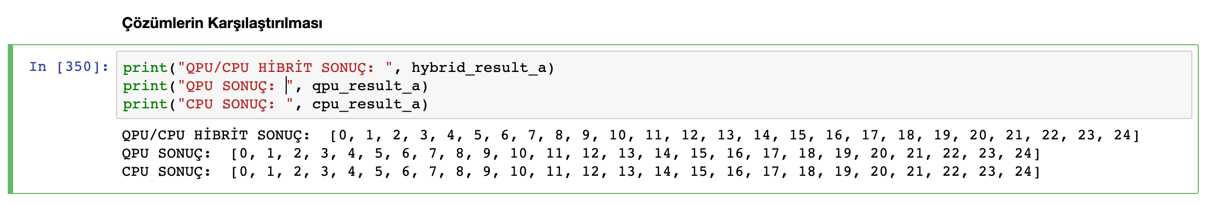 Çözümlerin Karşılaştırılması
In [350]: print("QPU/CPU HİBRİT SONUÇ: ", hybrid_result_a)
print("QPU SONUÇ: ", qpu_result_a)
print("CPU SONUÇ: ", cpu_result_a)
QPU/CPU HİBRİT SONUÇ:  [0, 1, 2, 3, 4, 5, 6, 7, 8, 9, 10, 11, 12, 13, 14, 15, 16, 17, 18, 19, 20, 21, 22, 23, 24]
QPU SONUÇ:  [0, 1, 2, 3, 4, 5, 6, 7, 8, 9, 10, 11, 12, 13, 14, 15, 16, 17, 18, 19, 20, 21, 22, 23, 24]
CPU SONUÇ:  [0, 1, 2, 3, 4, 5, 6, 7, 8, 9, 10, 11, 12, 13, 14, 15, 16, 17, 18, 19, 20, 21, 22, 23, 24]